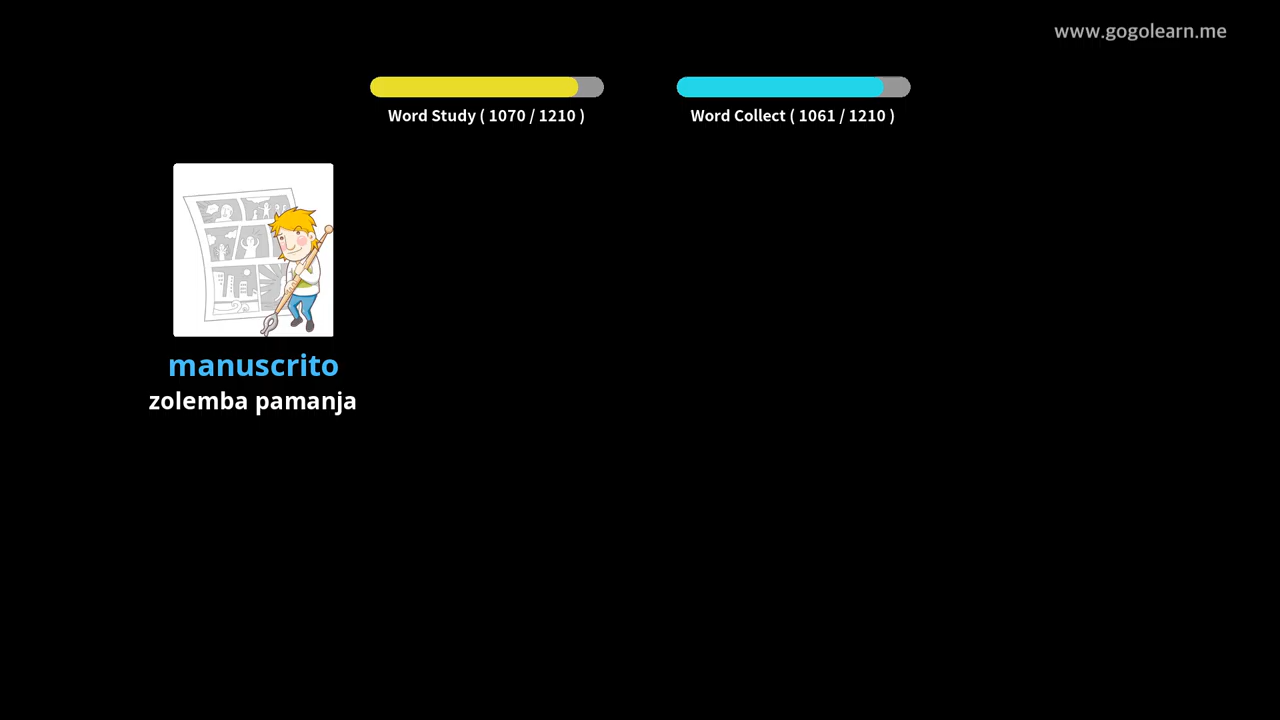 www.gogolearn.me
Word Study ( 1070 / 1210 )
Word Collect ( 1061 / 1210 )
manuscrito
zolemba pamanja